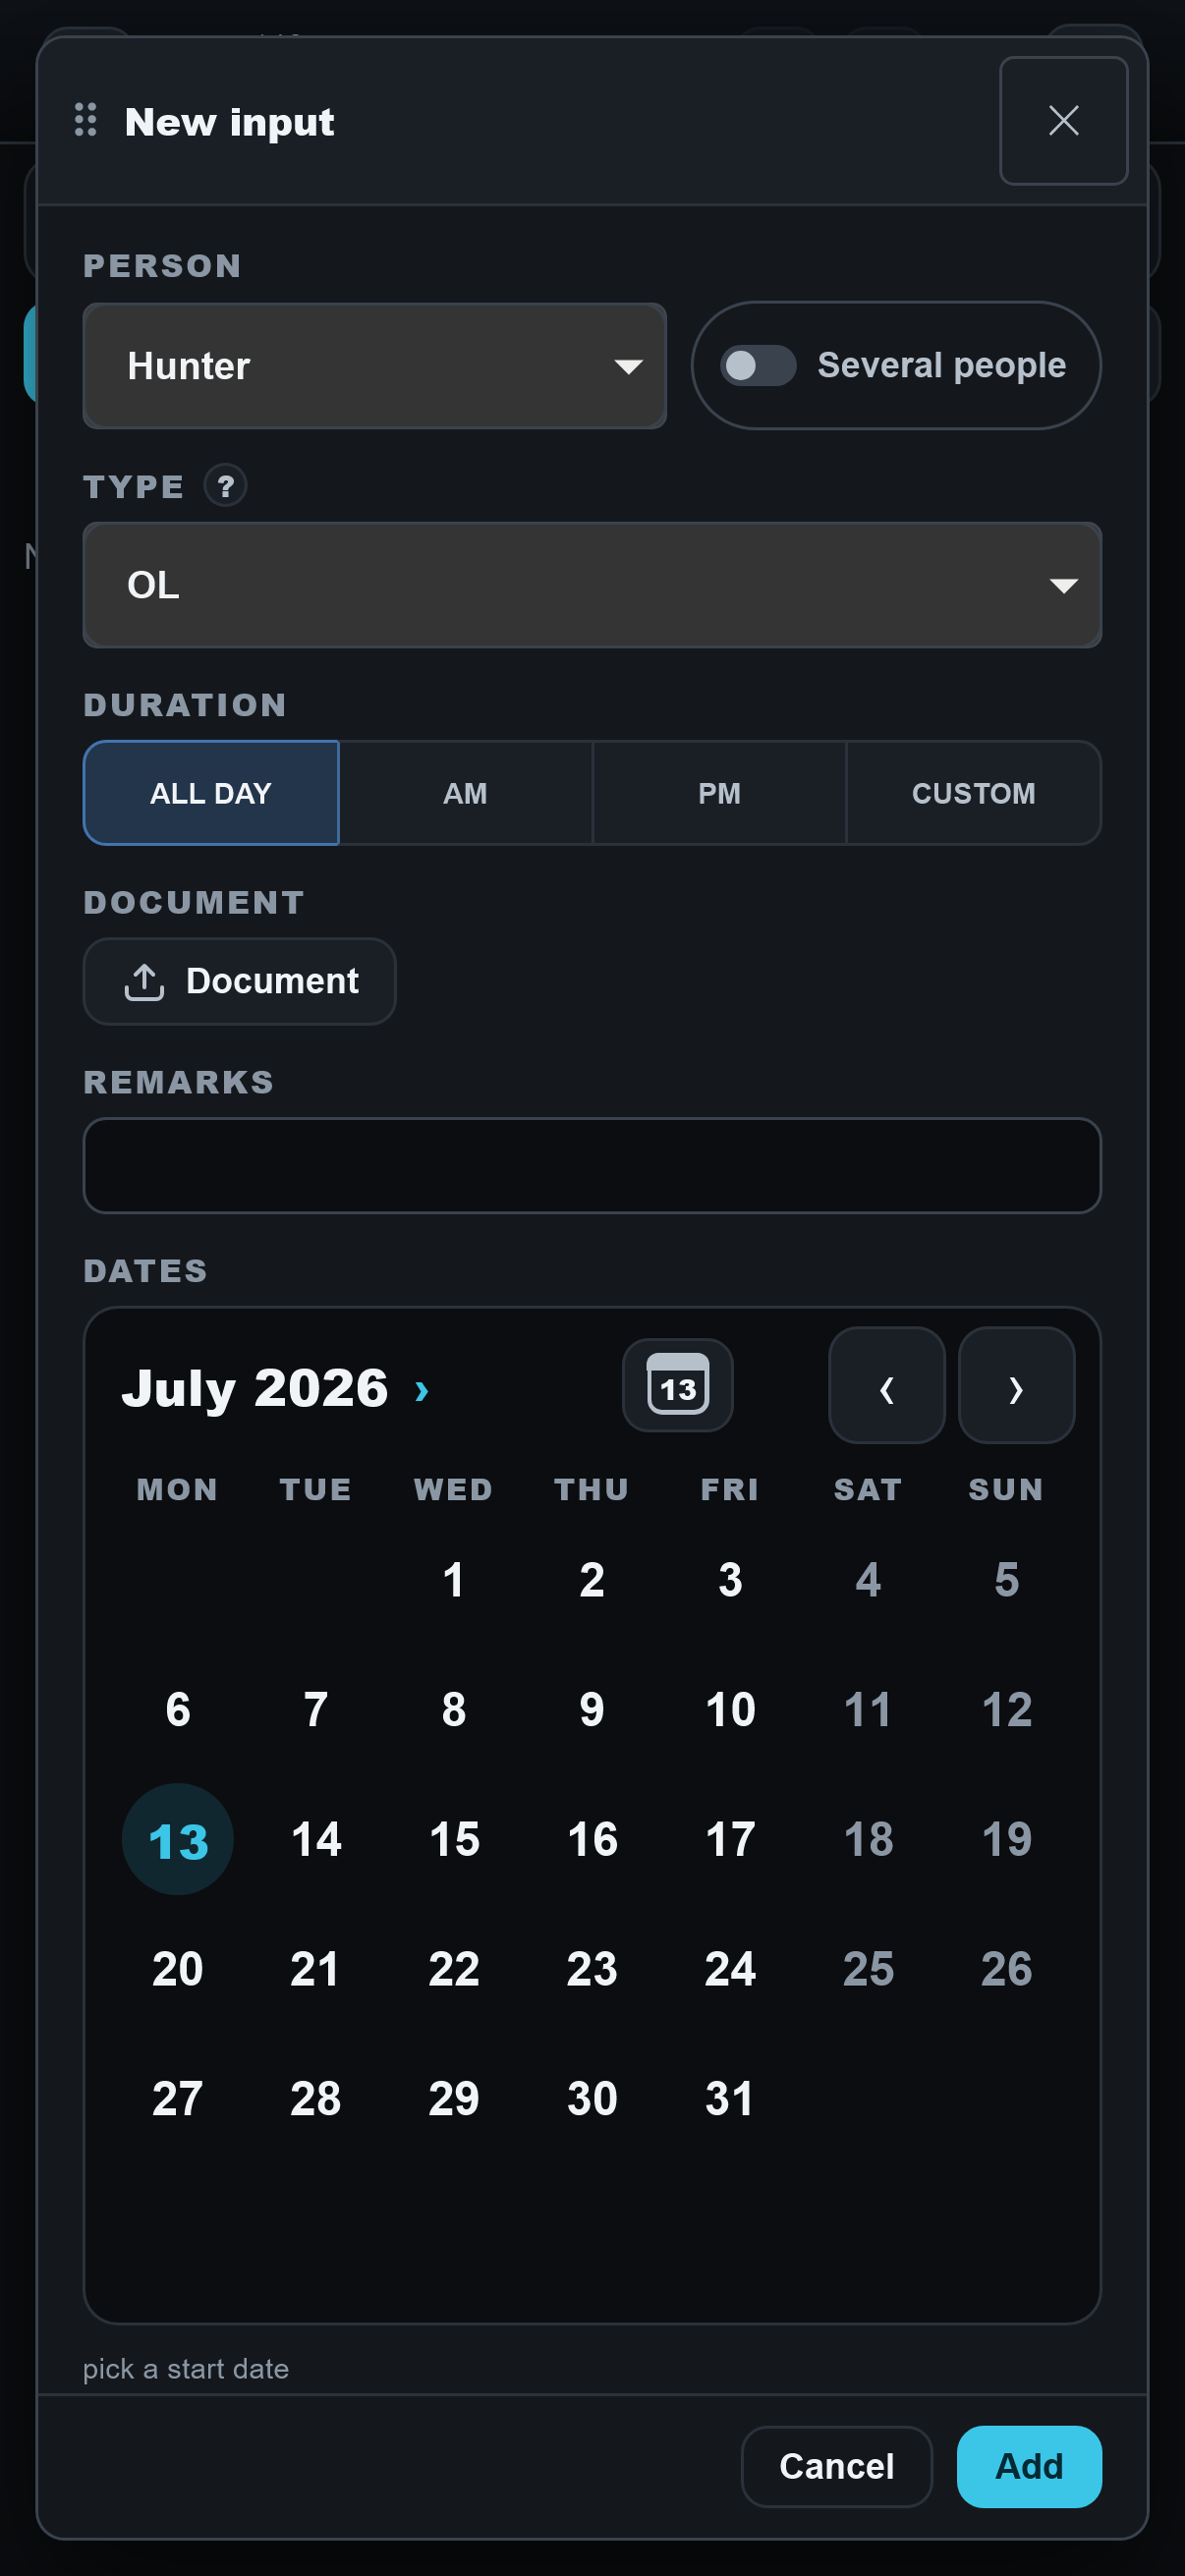 New input
PERSON
Hunter
Several people
TYPE ?
OL
DURATION
ALL DAY AM PM CUSTOM
DOCUMENT
Document
REMARKS
DATES
July 2026 › 13 ‹ ›
MON TUE WED THU FRI SAT SUN
1 2 3 4 5
6 7 8 9 10 11 12
13 14 15 16 17 18 19
20 21 22 23 24 25 26
27 28 29 30 31
pick a start date
Cancel Add